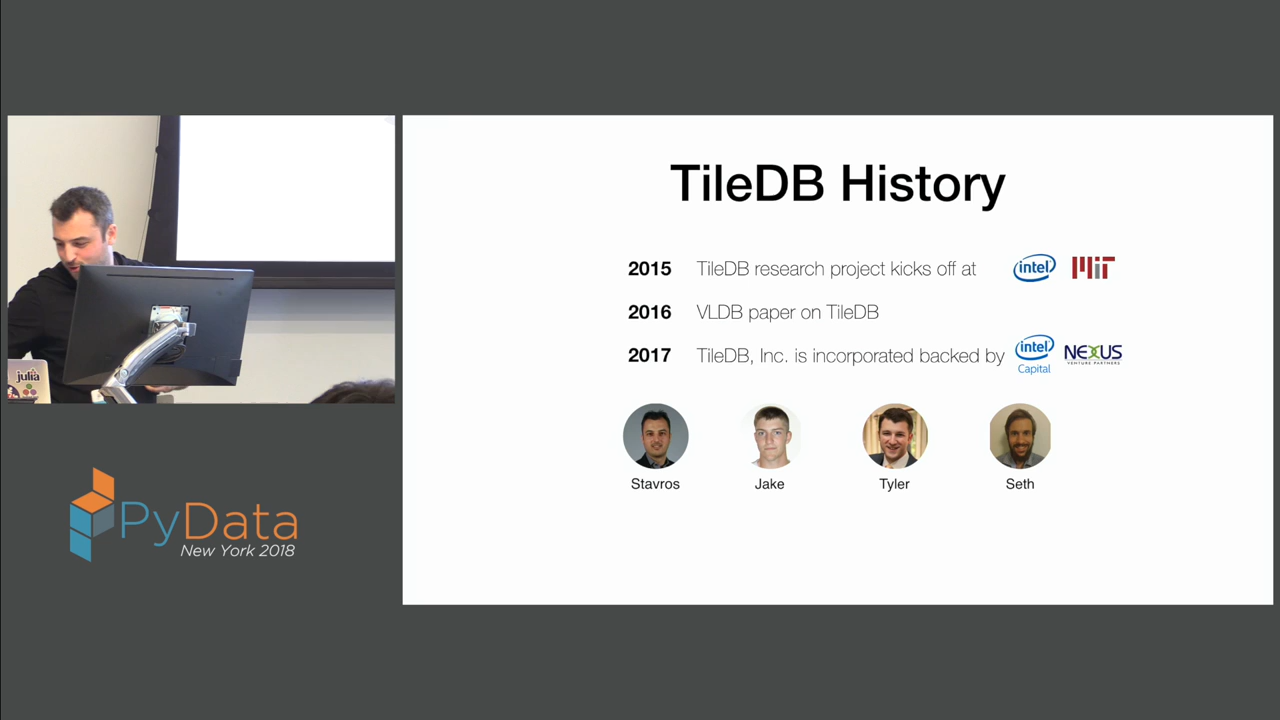 TileDB History
2015 TileDB research project kicks off at intel MIT
2016 VLDB paper on TileDB
2017 TileDB, Inc. is incorporated backed by intel Capital NEXUS VENTURE PARTNERS
Stavros Jake Tyler Seth
julia
PyData
New York 2018